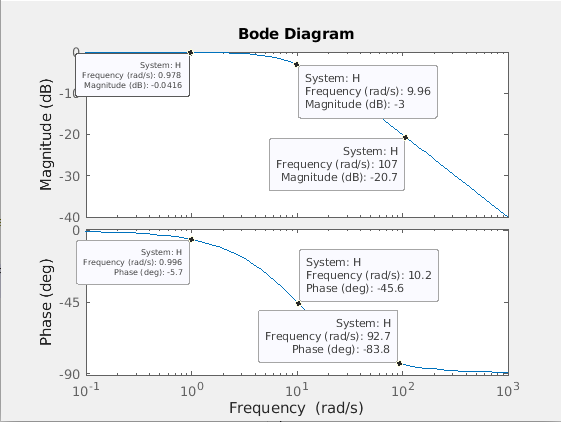 Bode Diagram
Magnitude (dB)
0
-10
-20
-30
-40
System: H
Frequency (rad/s): 0.978
Magnitude (dB): -0.0416
System: H
Frequency (rad/s): 9.96
Magnitude (dB): -3
System: H
Frequency (rad/s): 107
Magnitude (dB): -20.7
Phase (deg)
0
-45
-90
System: H
Frequency (rad/s): 0.996
Phase (deg): -5.7
System: H
Frequency (rad/s): 10.2
Phase (deg): -45.6
System: H
Frequency (rad/s): 92.7
Phase (deg): -83.8
10⁻¹ 10⁰ 10¹ 10² 10³
Frequency (rad/s)